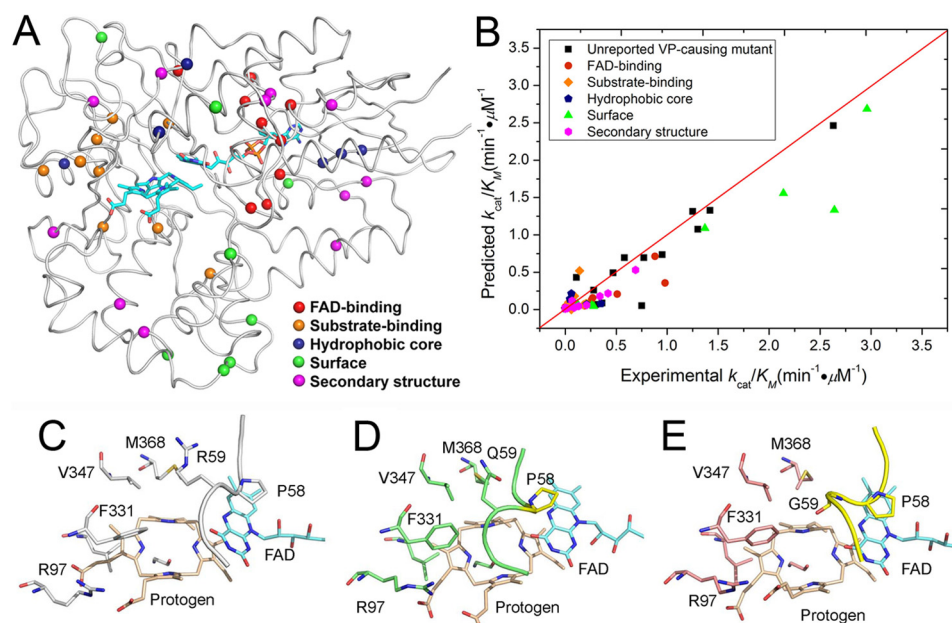 A
FAD-binding
Substrate-binding
Hydrophobic core
Surface
Secondary structure
B
Predicted kcat/KM(min-1•μM-1)
3.5
3.0
2.5
2.0
1.5
1.0
0.5
0.0
Unreported VP-causing mutant
FAD-binding
Substrate-binding
Hydrophobic core
Surface
Secondary structure
0.0 0.5 1.0 1.5 2.0 2.5 3.0 3.5
Experimental kcat/KM(min-1•μM-1)
C
M368
R59
V347
P58
F331
FAD
R97
Protogen
D
M368
Q59
V347
P58
F331
FAD
R97
Protogen
E
M368
V347
G59
P58
F331
FAD
R97
Protogen